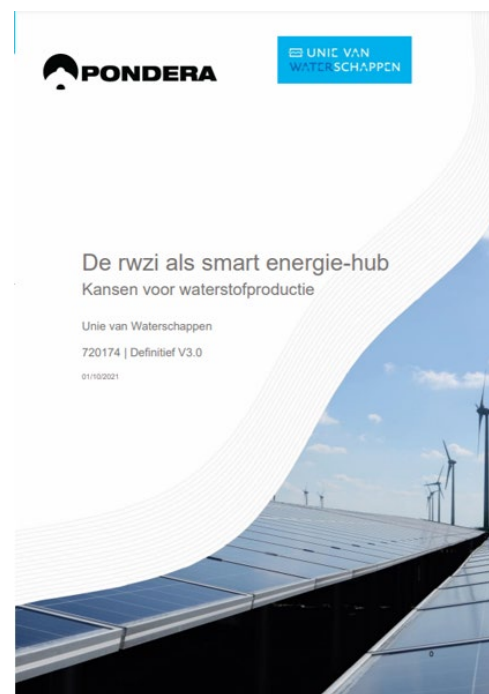 PONDERA
UNIE VAN
WATERSCHAPPEN
De rwzi als smart energie-hub
Kansen voor waterstofproductie
Unie van Waterschappen
720174 | Definitief V3.0
01/10/2021